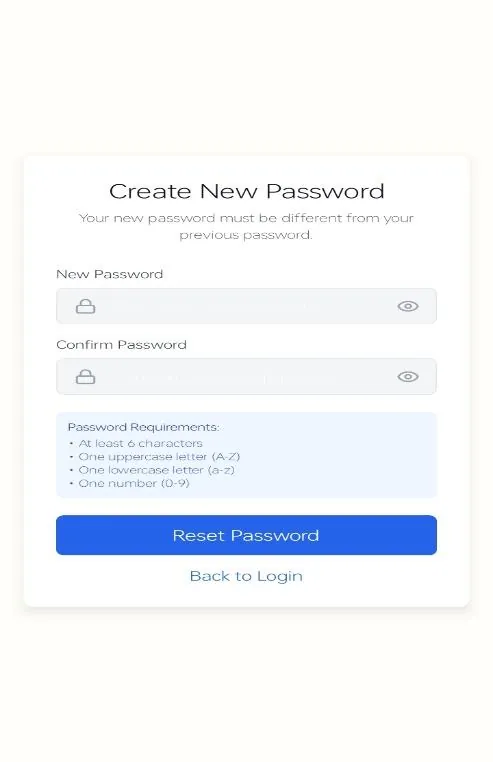 Create New Password
Your new password must be different from your
previous password.
New Password
Confirm Password
Password Requirements:
• At least 6 characters
• One uppercase letter (A-Z)
• One lowercase letter (a-z)
• One number (0-9)
Reset Password
Back to Login